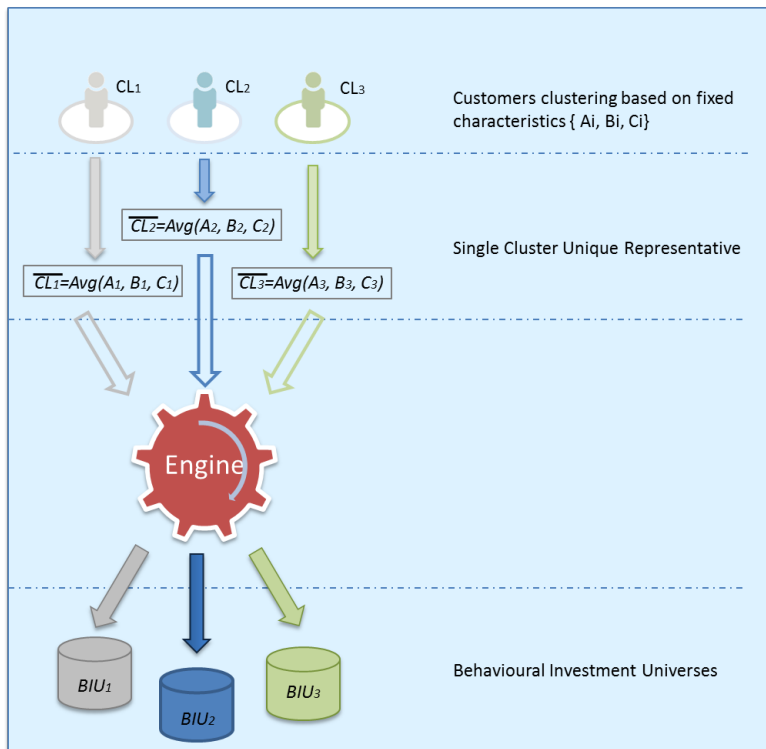 CL1
CL2
CL3
Customers clustering based on fixed
characteristics { Ai, Bi, Ci}
CL2=Avg(A2, B2, C2)
Single Cluster Unique Representative
CL1=Avg(A1, B1, C1)
CL3=Avg(A3, B3, C3)
Engine
BIU1
BIU2
BIU3
Behavioural Investment Universes